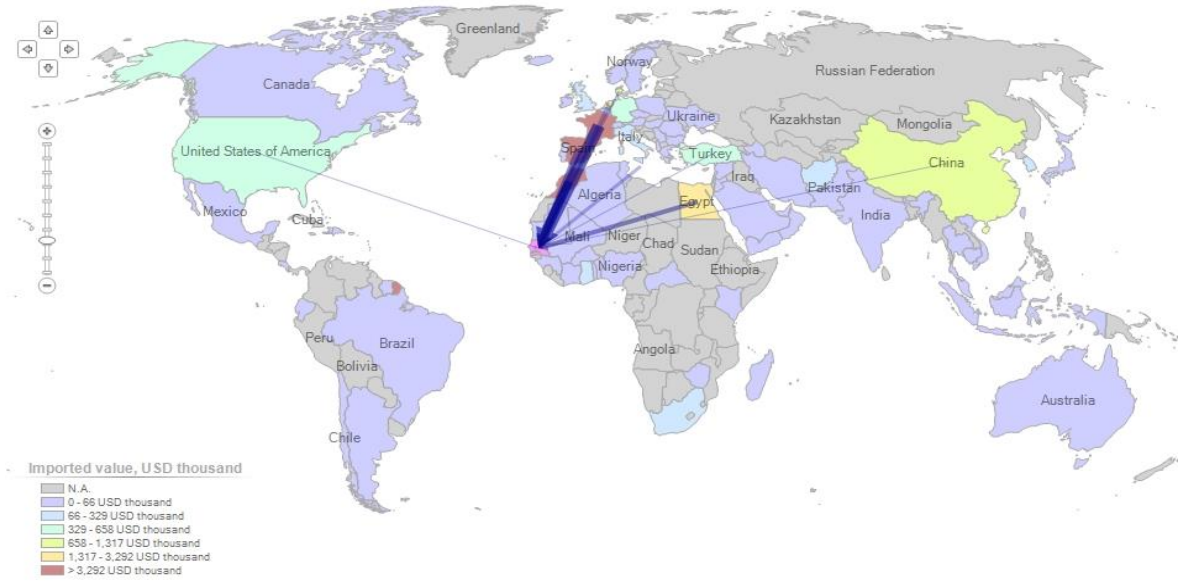 Greenland
Norway
Russian Federation
Canada
Ukraine
Kazakhstan
Mongolia
Italy
Spain
United States of America
Turkey
China
Iraq
Pakistan
Algeria
Egypt
India
Mexico
Cuba
Mali
Niger
Chad
Sudan
Nigeria
Ethiopia
Peru
Brazil
Angola
Bolivia
Australia
Chile
Imported value, USD thousand
N.A.
0 - 66 USD thousand
66 - 329 USD thousand
329 - 658 USD thousand
658 - 1,317 USD thousand
1,317 - 3,292 USD thousand
> 3,292 USD thousand